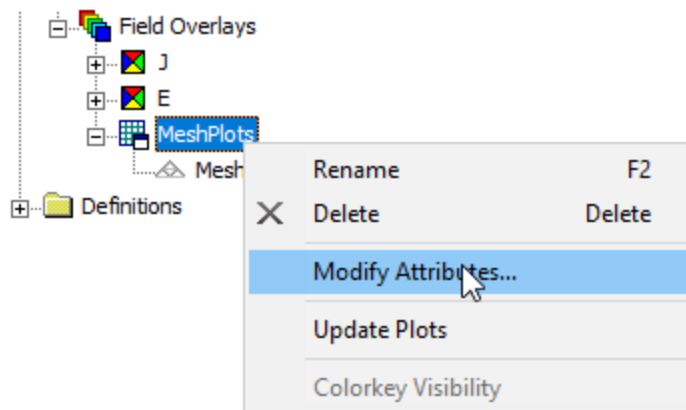 Field Overlays
J
E
MeshPlots
Mesh
Definitions
Rename F2
Delete Delete
Modify Attributes...
Update Plots
Colorkey Visibility